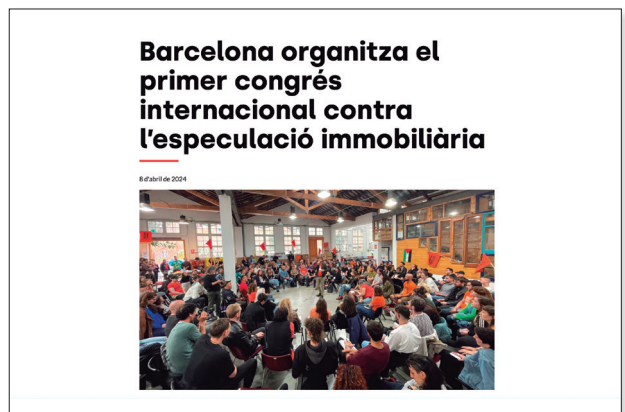 Barcelona organitza el
primer congrés
internacional contra
l'especulació immobiliària
8 d'abril de 2024